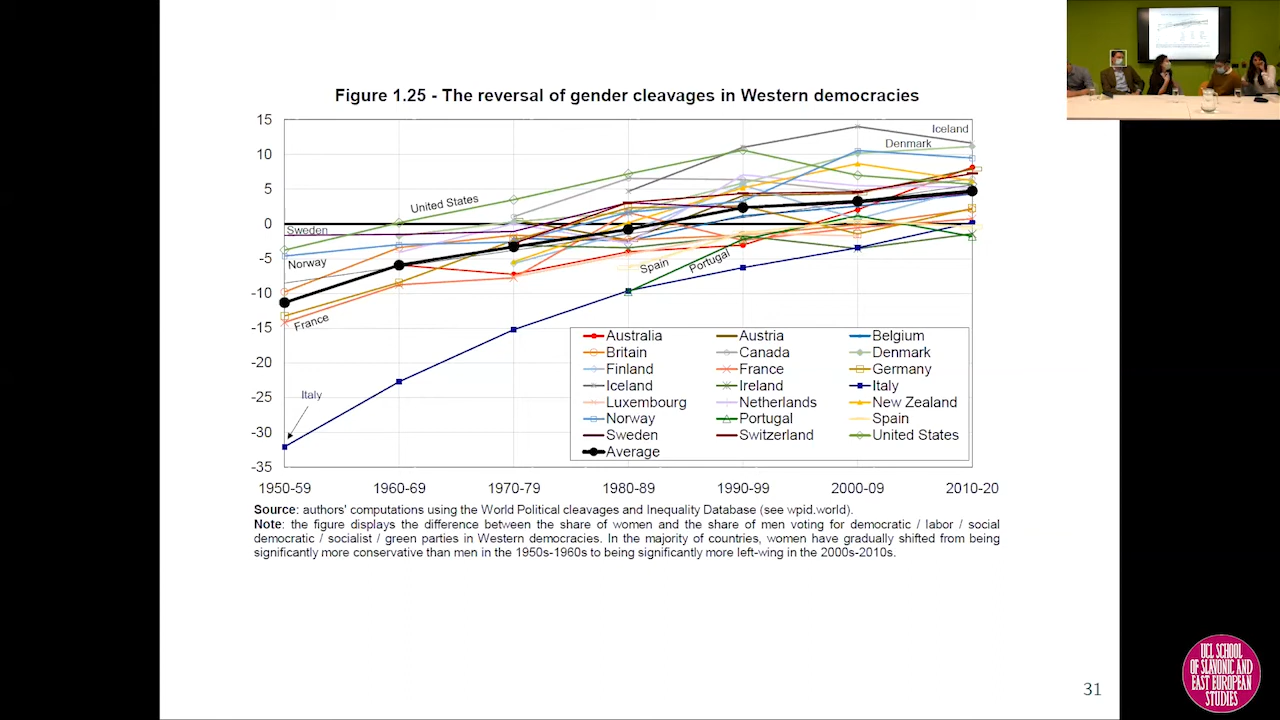 Figure 1.25 - The reversal of gender cleavages in Western democracies
15
10
5
0
-5
-10
-15
-20
-25
-30
-35
Iceland
Denmark
United States
Sweden
Norway
Spain
Portugal
France
Italy
Australia Austria Belgium
Britain Canada Denmark
Finland France Germany
Iceland Ireland Italy
Luxembourg Netherlands New Zealand
Norway Portugal Spain
Sweden Switzerland United States
Average
1950-59 1960-69 1970-79 1980-89 1990-99 2000-09 2010-20
Source: authors' computations using the World Political cleavages and Inequality Database (see wpid.world).
Note: the figure displays the difference between the share of women and the share of men voting for democratic / labor / social
democratic / socialist / green parties in Western democracies. In the majority of countries, women have gradually shifted from being
significantly more conservative than men in the 1950s-1960s to being significantly more left-wing in the 2000s-2010s.
31
UCL SCHOOL
OF SLAVONIC AND
EAST EUROPEAN
STUDIES